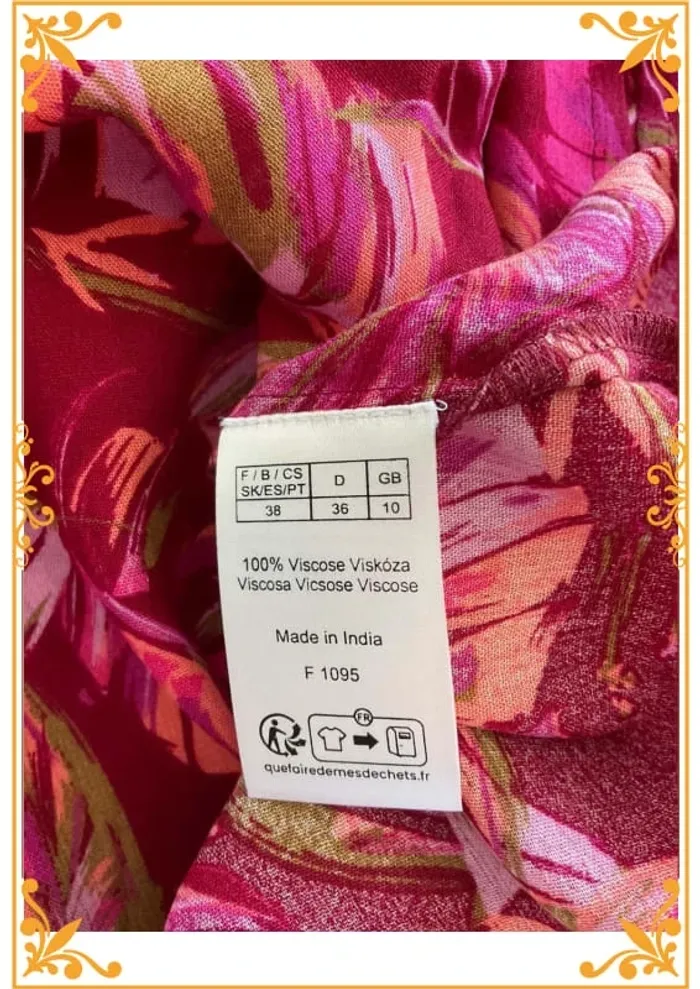 F / B / CS D GB
SK/ES/PT
38 36 10
100% Viscose Viskóza
Viscosa Vicsose Viscose
Made in India
F 1095
FR
quefairedemesdechets.fr